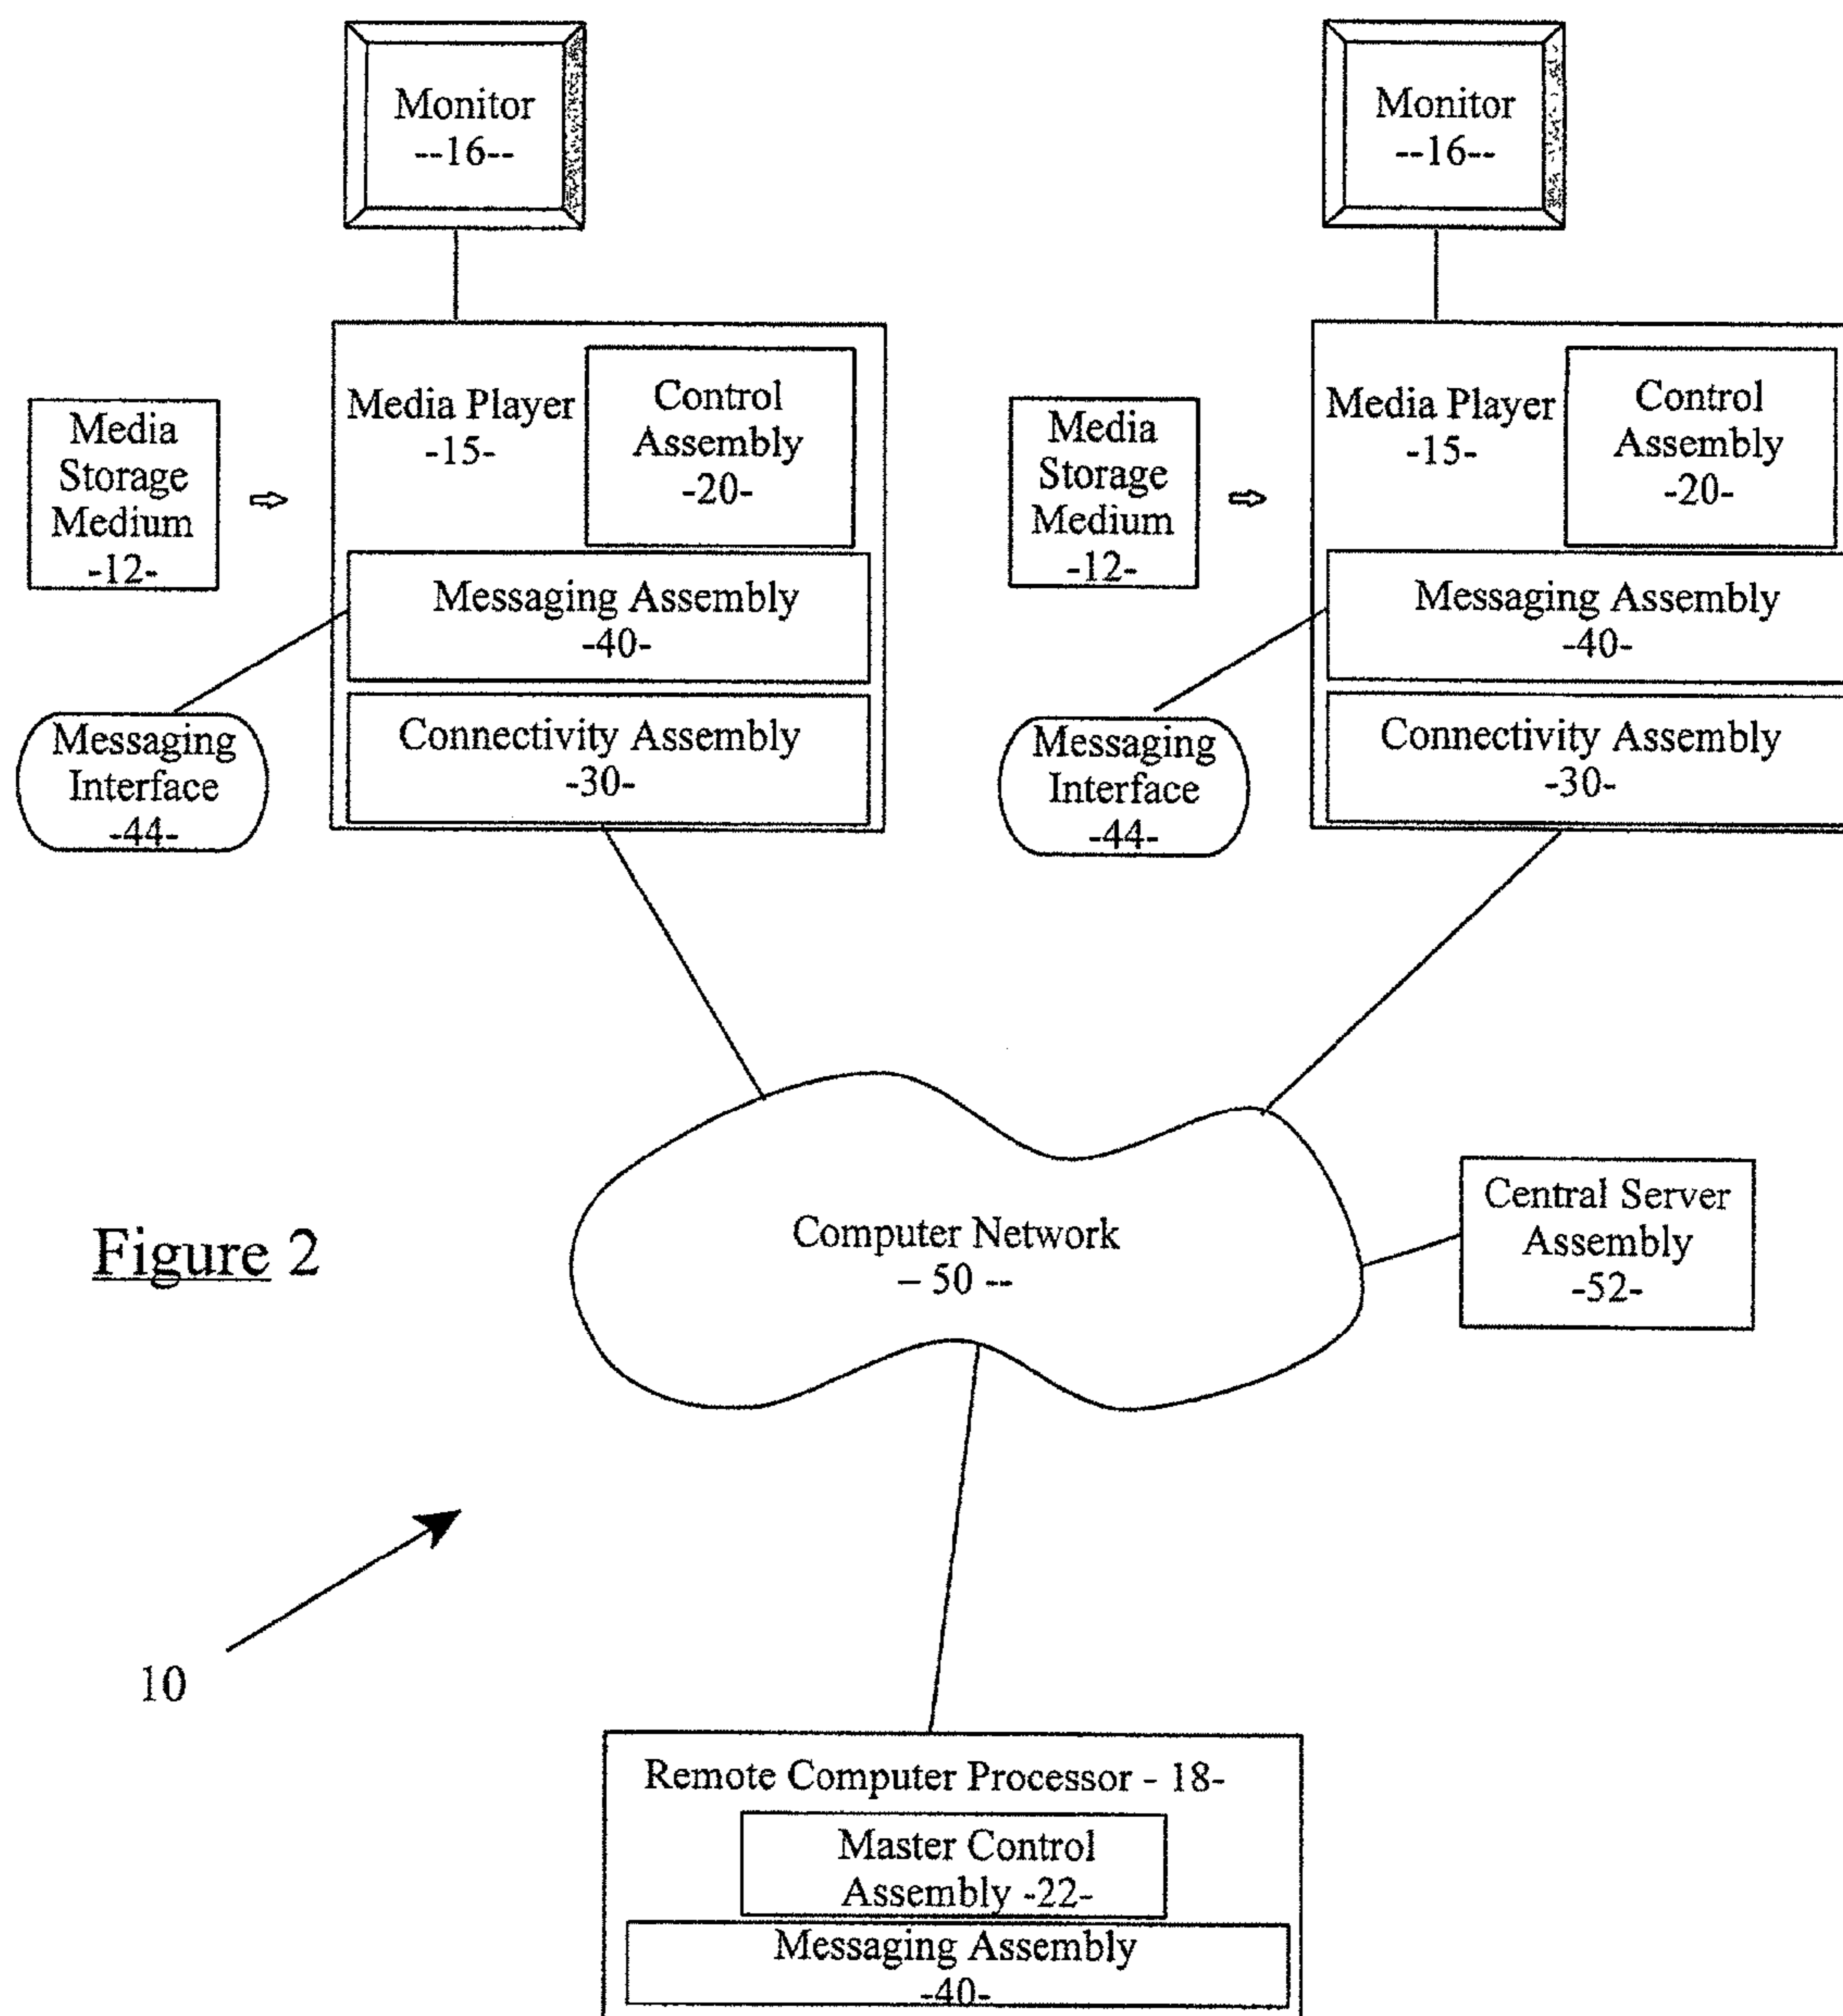 Monitor
--16--
Monitor
--16--
Media Player
-15-
Control
Assembly
-20-
Media
Storage
Medium
-12-
Messaging Assembly
-40-
Connectivity Assembly
-30-
Messaging
Interface
-44-
Media Player
-15-
Control
Assembly
-20-
Media
Storage
Medium
-12-
Messaging Assembly
-40-
Connectivity Assembly
-30-
Messaging
Interface
-44-
Computer Network
– 50 --
Central Server
Assembly
-52-
Figure 2
10
Remote Computer Processor - 18-
Master Control
Assembly -22-
Messaging Assembly
-40-